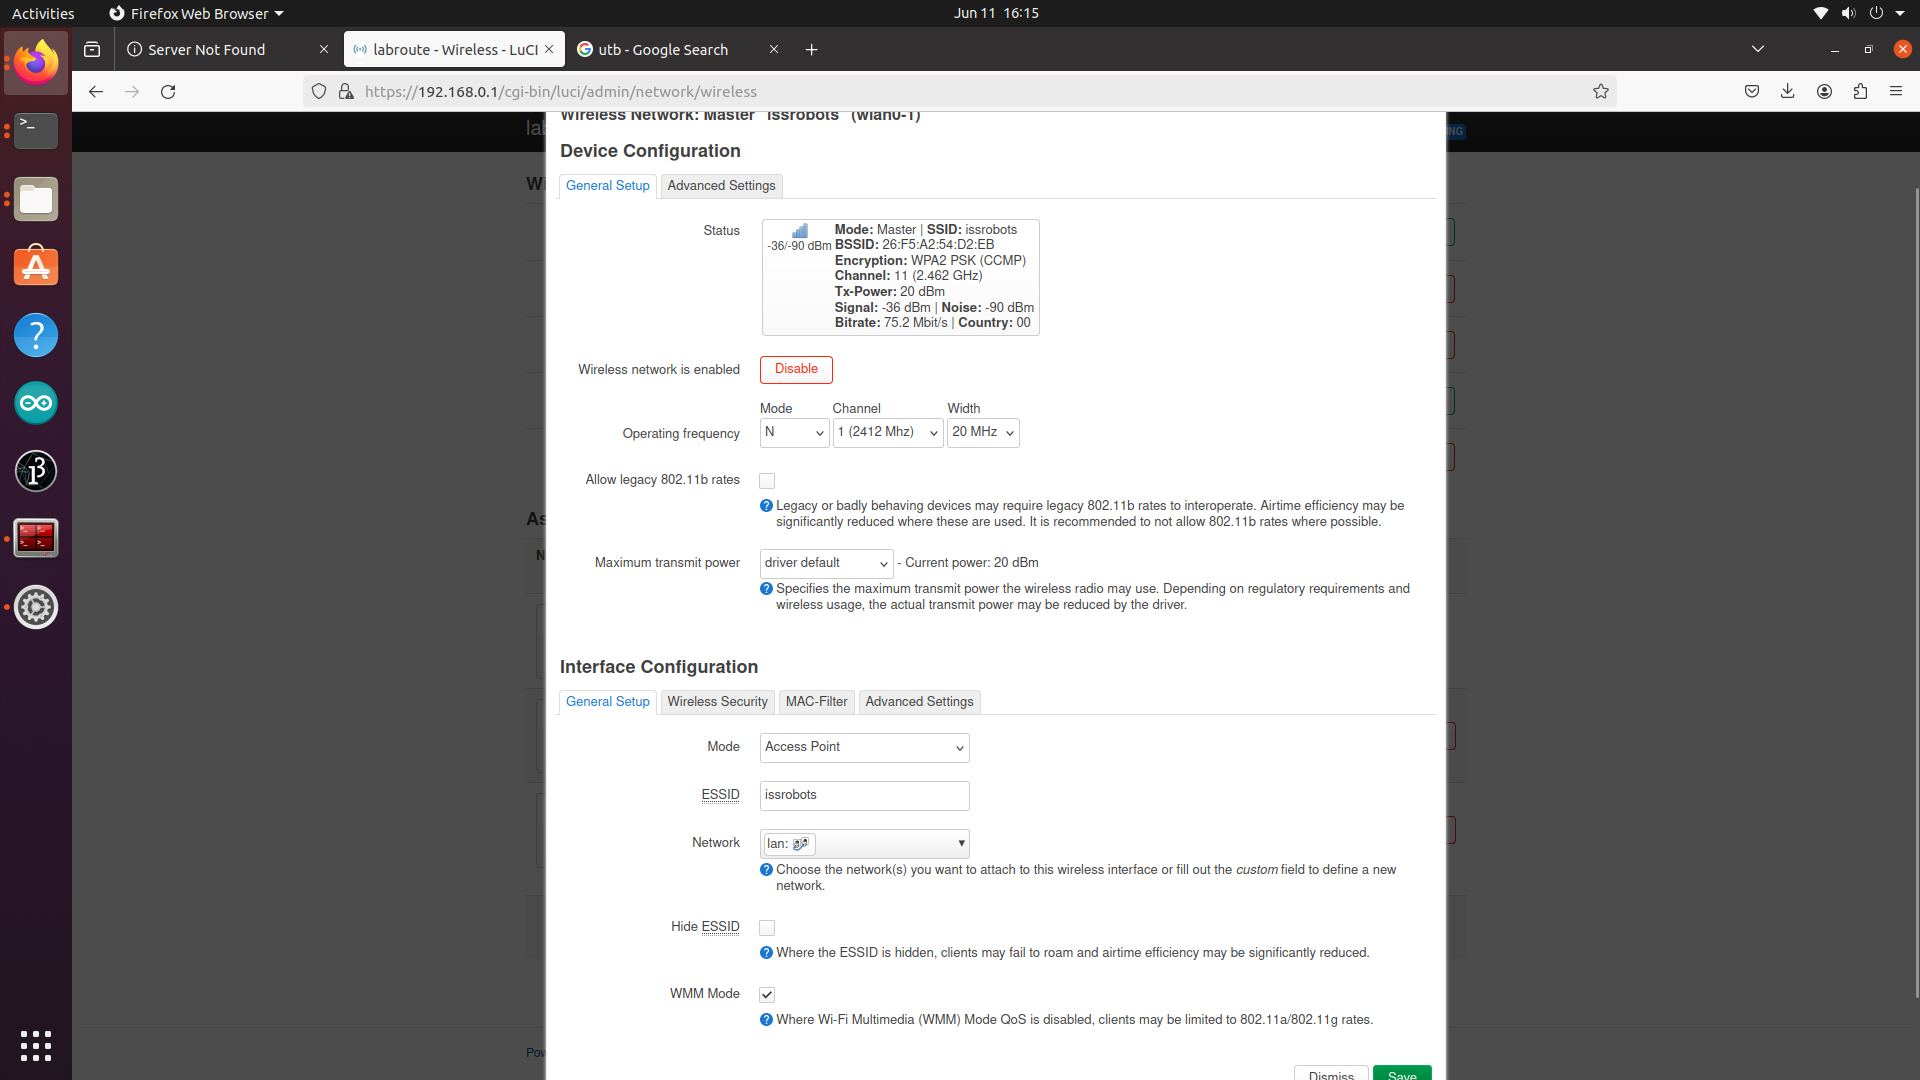 Activities
Firefox Web Browser
Jun 11 16:15
Server Not Found
labroute - Wireless - LuCI
utb - Google Search
https://192.168.0.1/cgi-bin/luci/admin/network/wireless
Wireless Network: Master "issrobots" (wlan0-1)
Device Configuration
General Setup
Advanced Settings
Status
-36/-90 dBm
Mode: Master | SSID: issrobots
BSSID: 26:F5:A2:54:D2:EB
Encryption: WPA2 PSK (CCMP)
Channel: 11 (2.462 GHz)
Tx-Power: 20 dBm
Signal: -36 dBm | Noise: -90 dBm
Bitrate: 75.2 Mbit/s | Country: 00
Wireless network is enabled
Disable
Mode Channel Width
Operating frequency
N 1 (2412 Mhz) 20 MHz
Allow legacy 802.11b rates
Legacy or badly behaving devices may require legacy 802.11b rates to interoperate. Airtime efficiency may be
significantly reduced where these are used. It is recommended to not allow 802.11b rates where possible.
Maximum transmit power
driver default
- Current power: 20 dBm
Specifies the maximum transmit power the wireless radio may use. Depending on regulatory requirements and
wireless usage, the actual transmit power may be reduced by the driver.
Interface Configuration
General Setup
Wireless Security
MAC-Filter
Advanced Settings
Mode
Access Point
ESSID
issrobots
Network
lan:
Choose the network(s) you want to attach to this wireless interface or fill out the custom field to define a new
network.
Hide ESSID
Where the ESSID is hidden, clients may fail to roam and airtime efficiency may be significantly reduced.
WMM Mode
Where Wi-Fi Multimedia (WMM) Mode QoS is disabled, clients may be limited to 802.11a/802.11g rates.
Dismiss
Save